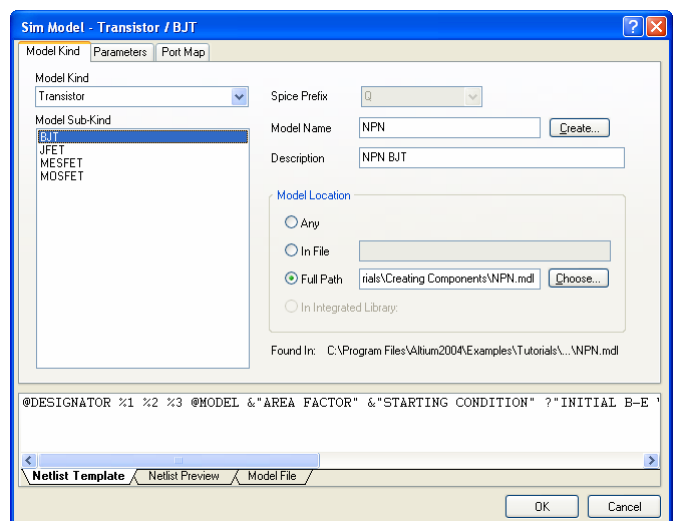 Sim Model - Transistor / BJT
Model Kind Parameters Port Map
Model Kind
Transistor
Model Sub-Kind
BJT
JFET
MESFET
MOSFET
Spice Prefix Q
Model Name NPN Create...
Description NPN BJT
Model Location
Any
In File
Full Path rials\Creating Components\NPN.mdl Choose...
In Integrated Library:
Found In: C:\Program Files\Altium2004\Examples\Tutorials\...\NPN.mdl
@DESIGNATOR %1 %2 %3 @MODEL &"AREA FACTOR" &"STARTING CONDITION" ?"INITIAL B-E
Netlist Template Netlist Preview Model File
OK Cancel